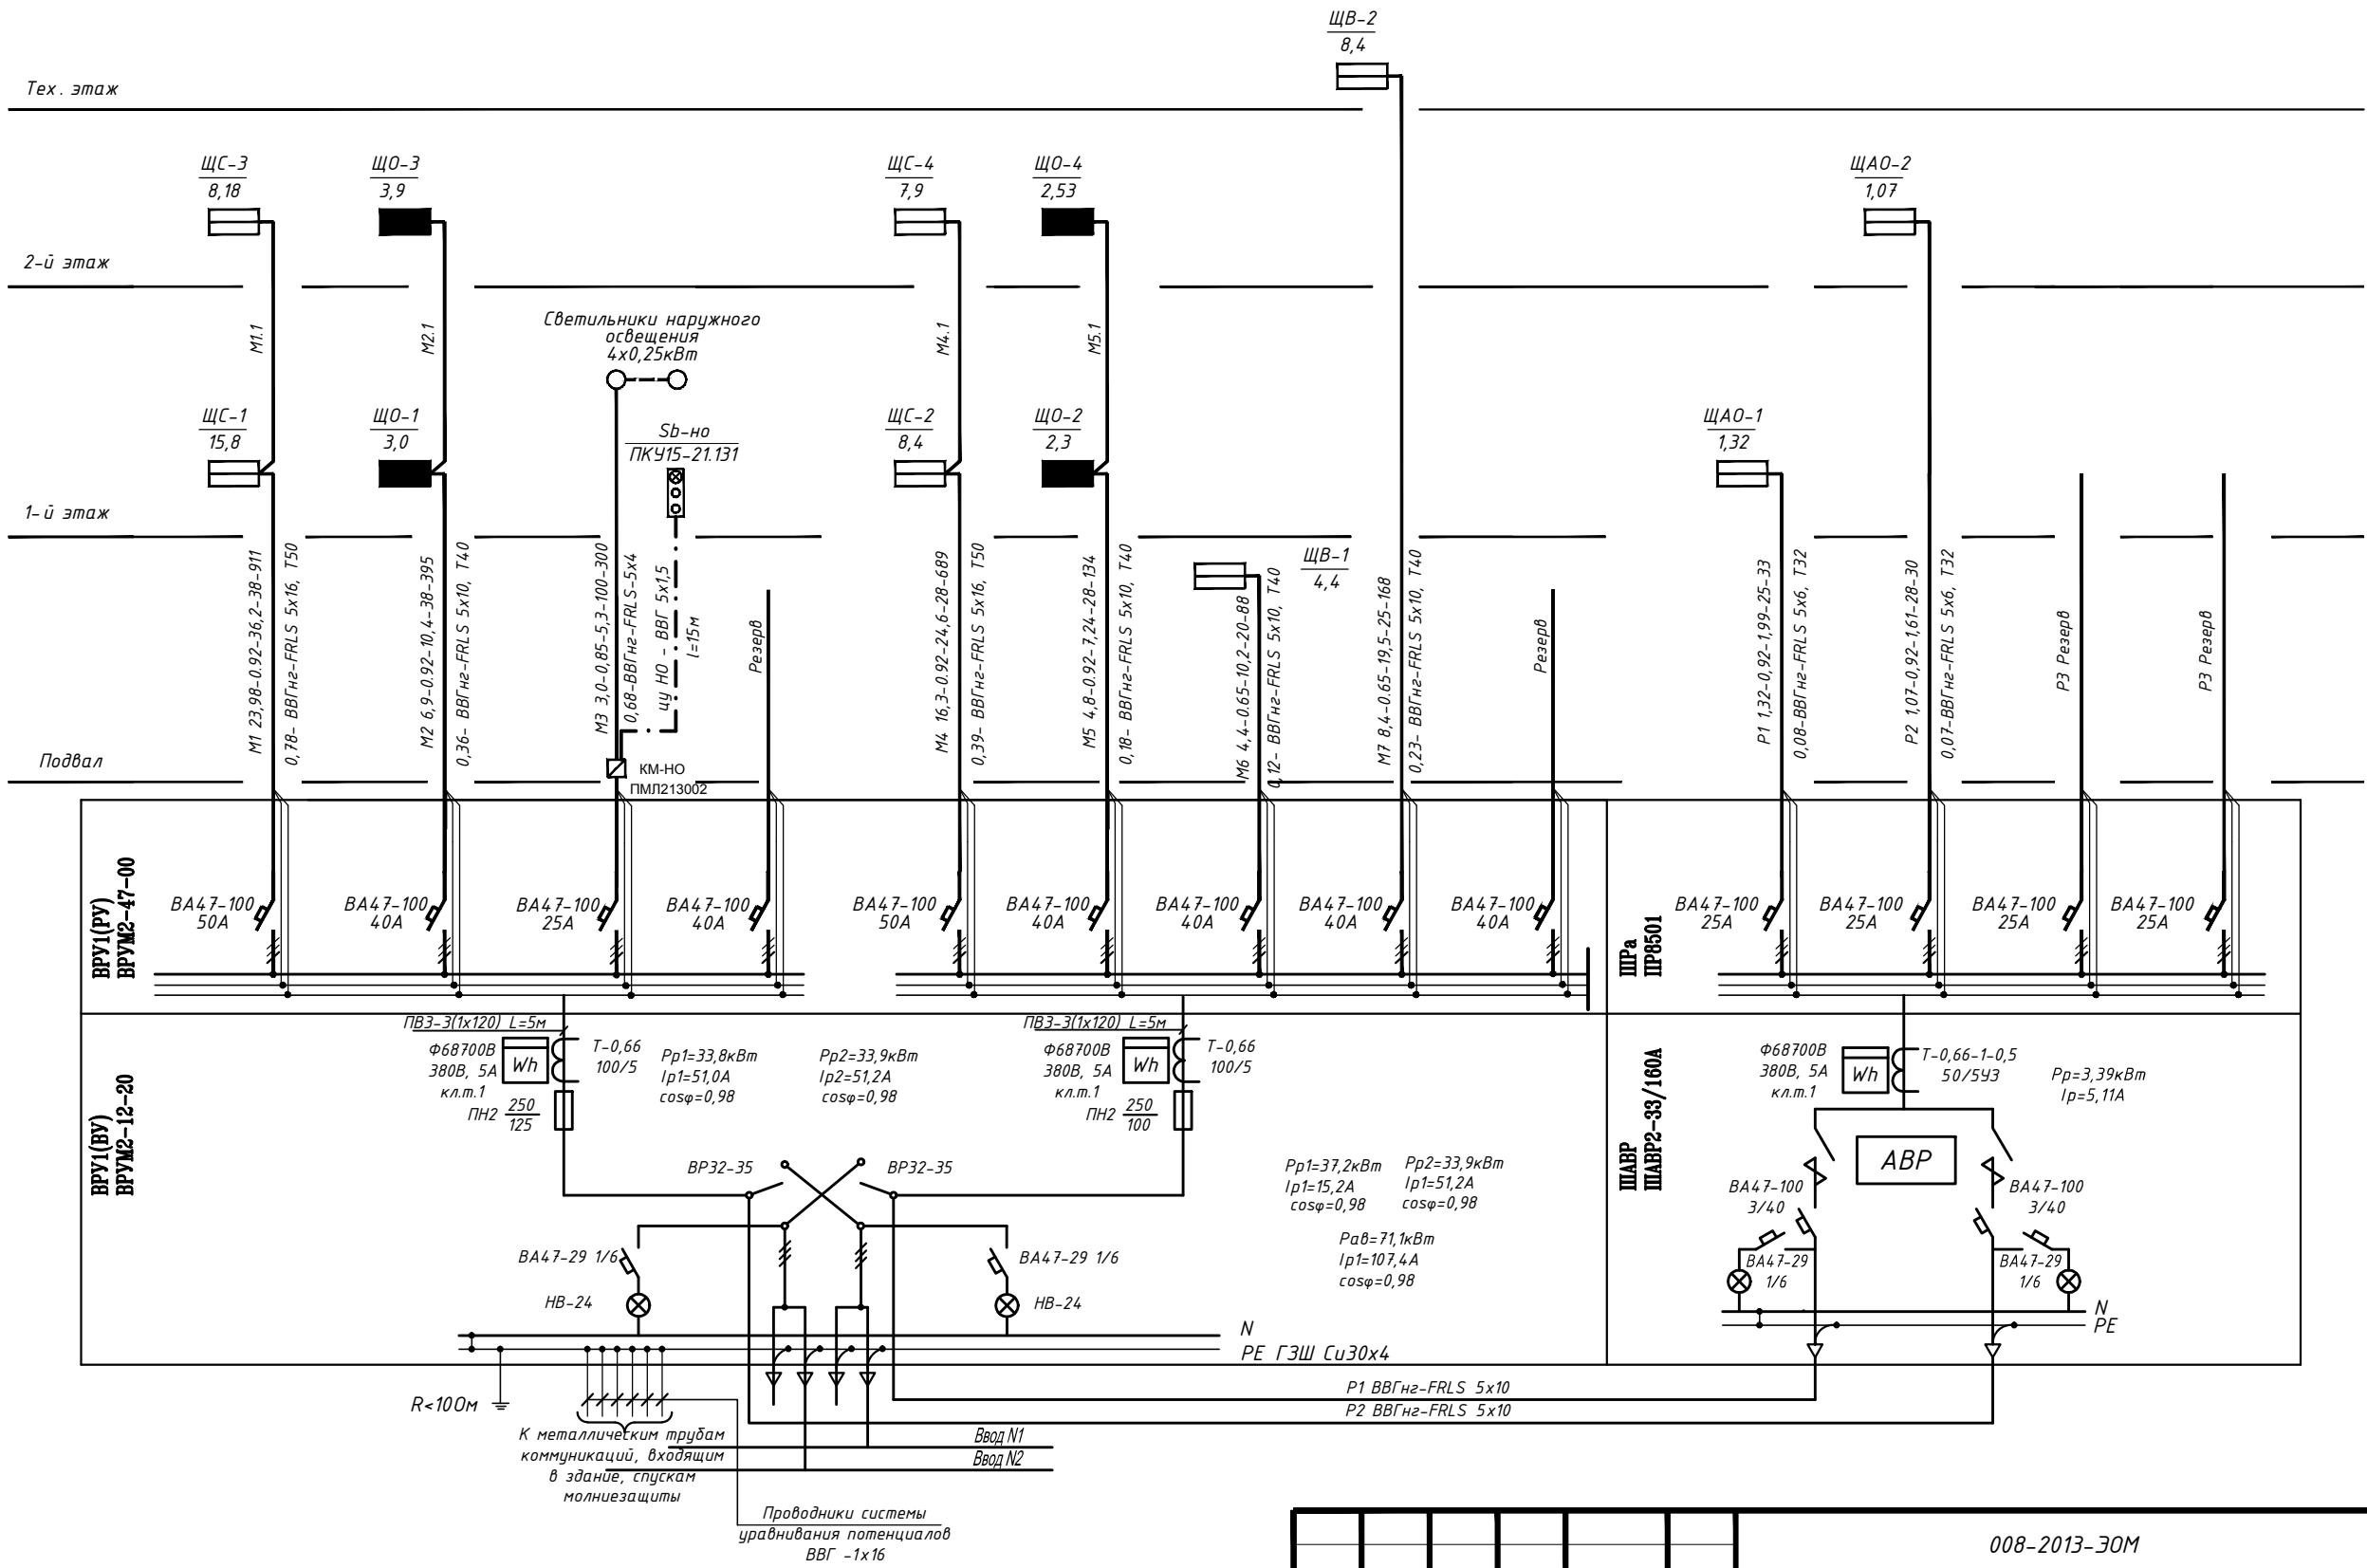 ЩВ-2
8,4
Тех. этаж
ЩС-3
8,18
ЩО-3
3,9
ЩС-4
7,9
ЩО-4
2,53
ЩАО-2
1,07
2-й этаж
М1.1
М2.1
Светильники наружного
освещения
4х0,25кВт
М4.1
М5.1
ЩС-1
15,8
ЩО-1
3,0
Sb-но
ПКУ15-21.131
ЩС-2
8,4
ЩО-2
2,3
ЩАО-1
1,32
1-й этаж
М1 23,98-0.92-36,2-38-911
0,78- ВВГнг-FRLS 5х16, Т50
М2 6,9-0.92-10,4-38-395
0,36- ВВГнг-FRLS 5х10, Т40
М3 3,0-0,85-5,3-100-300
0,68-ВВГнг-FRLS-5х4
цу НО - ВВГ 5х1,5
l=15м
Резерв
М4 16,3-0.92-24,6-28-689
0,39- ВВГнг-FRLS 5х16, Т50
М5 4,8-0.92-7,24-28-134
0,18- ВВГнг-FRLS 5х10, Т40
ЩВ-1
4,4
М6 4,4-0.65-10,2-20-88
0,12- ВВГнг-FRLS 5х10, Т40
М7 8,4-0.65-19,5-25-168
0,23- ВВГнг-FRLS 5х10, Т40
Резерв
Р1 1,32-0,92-1,99-25-33
0,08-ВВГнг-FRLS 5х6, Т32
Р2 1,07-0,92-1,61-28-30
0,07-ВВГнг-FRLS 5х6, Т32
Р3 Резерв
Р3 Резерв
Подвал
КМ-НО
ПМЛ213002
ВРУ1(РУ)
ВРУМ2-47-00
ВА47-100
50А
ВА47-100
40А
ВА47-100
25А
ВА47-100
40А
ВА47-100
50А
ВА47-100
40А
ВА47-100
40А
ВА47-100
40А
ВА47-100
40А
ШРа
ПР8501
ВА47-100
25А
ВА47-100
25А
ВА47-100
25А
ВА47-100
25А
ВРУ1(ВУ)
ВРУМ2-12-20
ПВ3-3(1х120) L=5м
Ф68700В
380В, 5А
кл.т.1
Wh
Т-0,66
100/5
ПН2 250
125
Рр1=33,8кВт
Iр1=51,0А
cosφ=0,98
Рр2=33,9кВт
Iр2=51,2А
cosφ=0,98
ПВ3-3(1х120) L=5м
Ф68700В
380В, 5А
кл.т.1
Wh
Т-0,66
100/5
ПН2 250
100
ШАВР
ШАВР2-33/160А
Ф68700В
380В, 5А
кл.т.1
Wh
Т-0,66-1-0,5
50/5У3
Рр=3,39кВт
Iр=5,11А
ВР32-35
ВР32-35
Рр1=37,2кВт
Iр1=15,2А
cosφ=0,98
Рр2=33,9кВт
Iр1=51,2А
cosφ=0,98
Рав=71,1кВт
Iр1=107,4А
cosφ=0,98
АВР
ВА47-100
3/40
ВА47-100
3/40
ВА47-29 1/6
ВА47-29 1/6
ВА47-29
1/6
ВА47-29
1/6
НВ-24
НВ-24
N
РЕ ГЗШ Cu30х4
N
РЕ
R<10Ом
Р1 ВВГнг-FRLS 5х10
Р2 ВВГнг-FRLS 5х10
К металлическим трубам
коммуникаций, входящим
в здание, спускам
молниезащиты
Ввод N1
Ввод N2
Проводники системы
уравнивания потенциалов
ВВГ -1х16
008-2013-ЭОМ